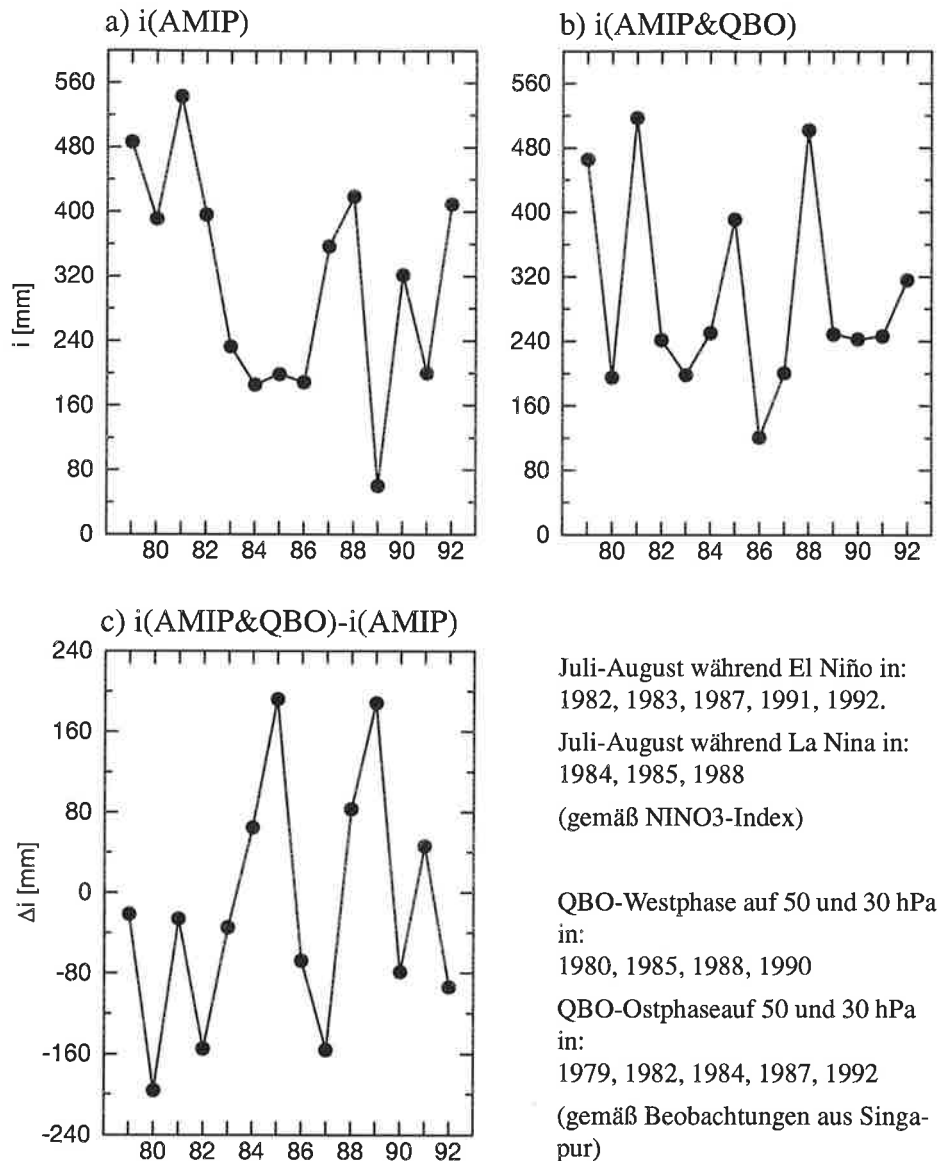 a) i(AMIP)
560
480
400
320
240
160
80
0
i [mm]
80 82 84 86 88 90 92
b) i(AMIP&QBO)
560
480
400
320
240
160
80
0
80 82 84 86 88 90 92
c) i(AMIP&QBO)-i(AMIP)
240
160
80
0
-80
-160
-240
Δi [mm]
80 82 84 86 88 90 92
Juli-August während El Niño in:
1982, 1983, 1987, 1991, 1992.
Juli-August während La Nina in:
1984, 1985, 1988
(gemäß NINO3-Index)
QBO-Westphase auf 50 und 30 hPa
in:
1980, 1985, 1988, 1990
QBO-Ostphaseauf 50 und 30 hPa
in:
1979, 1982, 1984, 1987, 1992
(gemäß Beobachtungen aus Singa-
pur)